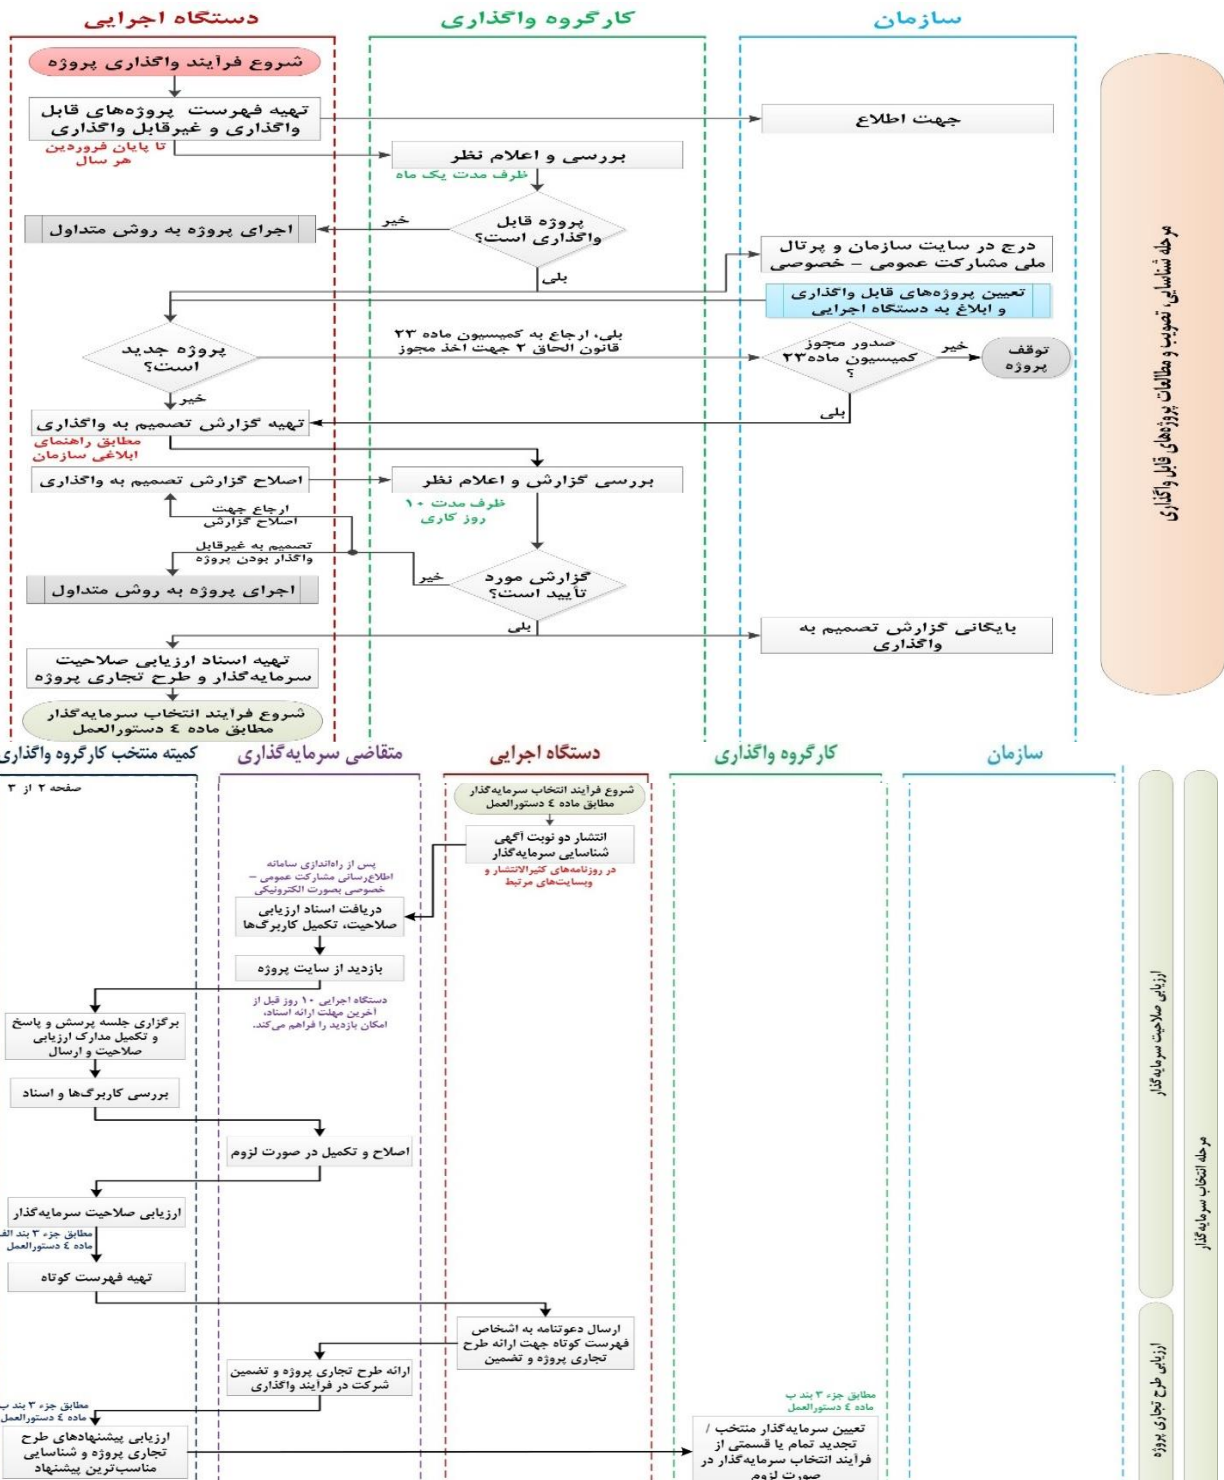 سازمان
کارگروه واگذاری
دستگاه اجرایی
شروع فرآیند واگذاری پروژه
تهیه فهرست پروژه‌های قابل
واگذاری و غیرقابل واگذاری
جهت اطلاع
تا پایان فروردین
هر سال
بررسی و اعلام نظر
ظرف مدت یک ماه
پروژه قابل
واگذاری است؟
خیر
اجرای پروژه به روش متداول
بلی
درج در سایت سازمان و پرتال
ملی مشارکت عمومی – خصوصی
تعیین پروژه‌های قابل واگذاری
و ابلاغ به دستگاه اجرایی
پروژه جدید
است؟
بلی، ارجاع به کمیسیون ماده ۲۳
قانون الحاق ۲ جهت اخذ مجوز
صدور مجوز
کمیسیون ماده۲۳
؟
خیر
توقف
پروژه
خیر
بلی
تهیه گزارش تصمیم به واگذاری
مطابق راهنمای
ابلاغی سازمان
اصلاح گزارش تصمیم به واگذاری
بررسی گزارش و اعلام نظر
ظرف مدت ۱۰
روز کاری
ارجاع جهت
اصلاح گزارش
تصمیم به غیرقابل
واگذار بودن پروژه
گزارش مورد
تأیید است؟
خیر
اجرای پروژه به روش متداول
بلی
بایگانی گزارش تصمیم به
واگذاری
تهیه اسناد ارزیابی صلاحیت
سرمایه‌گذار و طرح تجاری پروژه
شروع فرآیند انتخاب سرمایه‌گذار
مطابق ماده ٤ دستورالعمل
مرحله شناسایی، تصویب و مطالعات پروژه‌های قابل واگذاری
سازمان
کارگروه واگذاری
دستگاه اجرایی
متقاضی سرمایه‌گذاری
کمیته منتخب کارگروه واگذاری
صفحه ۲ از ۳
شروع فرآیند انتخاب سرمایه‌گذار
مطابق ماده ٤ دستورالعمل
انتشار دو نوبت آگهی
شناسایی سرمایه‌گذار
در روزنامه‌های کثیرالانتشار و
وبسایت‌های مرتبط
پس از راه‌اندازی سامانه
اطلاع‌رسانی مشارکت عمومی –
خصوصی بصورت الکترونیکی
دریافت اسناد ارزیابی
صلاحیت، تکمیل کاربرگ‌ها
بازدید از سایت پروژه
دستگاه اجرایی ۱۰ روز قبل از
آخرین مهلت ارائه اسناد،
امکان بازدید را فراهم می‌کند.
برگزاری جلسه پرسش و پاسخ
و تکمیل مدارک ارزیابی
صلاحیت و ارسال
بررسی کاربرگ‌ها و اسناد
اصلاح و تکمیل در صورت لزوم
ارزیابی صلاحیت سرمایه‌گذار
مطابق جزء ۳ بند الف
ماده ٤ دستورالعمل
تهیه فهرست کوتاه
ارسال دعوتنامه به اشخاص
فهرست کوتاه جهت ارائه طرح
تجاری پروژه و تضمین
ارائه طرح تجاری پروژه و تضمین
شرکت در فرآیند واگذاری
مطابق جزء ۳ بند ب
ماده ٤ دستورالعمل
ارزیابی پیشنهادهای طرح
تجاری پروژه و شناسایی
مناسب‌ترین پیشنهاد
مطابق جزء ۳ بند ب
ماده ٤ دستورالعمل
تعیین سرمایه‌گذار منتخب /
تجدید تمام یا قسمتی از
فرآیند انتخاب سرمایه‌گذار در
صورت لزوم
ارزیابی صلاحیت سرمایه‌گذار
ارزیابی طرح تجاری پروژه
مرحله انتخاب سرمایه‌گذار